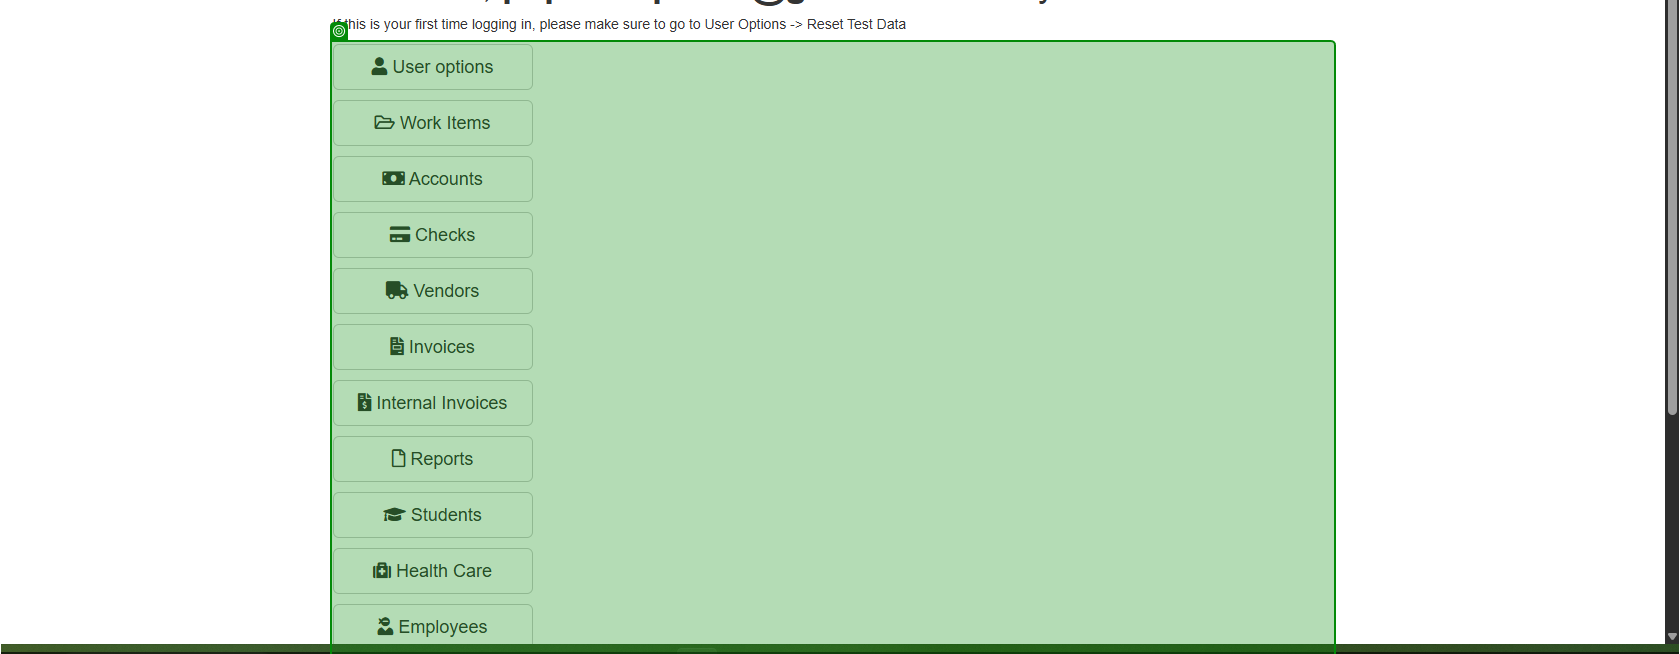 If this is your first time logging in, please make sure to go to User Options -> Reset Test Data
User options
Work Items
Accounts
Checks
Vendors
Invoices
Internal Invoices
Reports
Students
Health Care
Employees